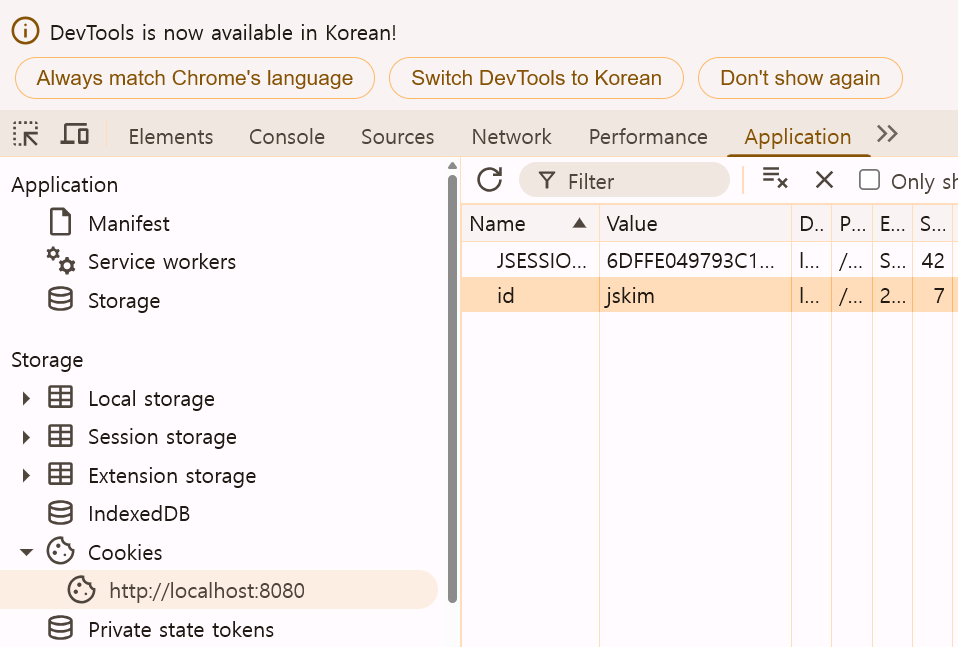 DevTools is now available in Korean!
Always match Chrome's language
Switch DevTools to Korean
Don't show again
Elements
Console
Sources
Network
Performance
Application
Application
Manifest
Service workers
Storage
Storage
Local storage
Session storage
Extension storage
IndexedDB
Cookies
http://localhost:8080
Private state tokens
Filter
Only sh
Name Value D.. P... E... S...
JSESSIO... 6DFFE049793C1... l... /... S... 42
id jskim l... /... 2... 7